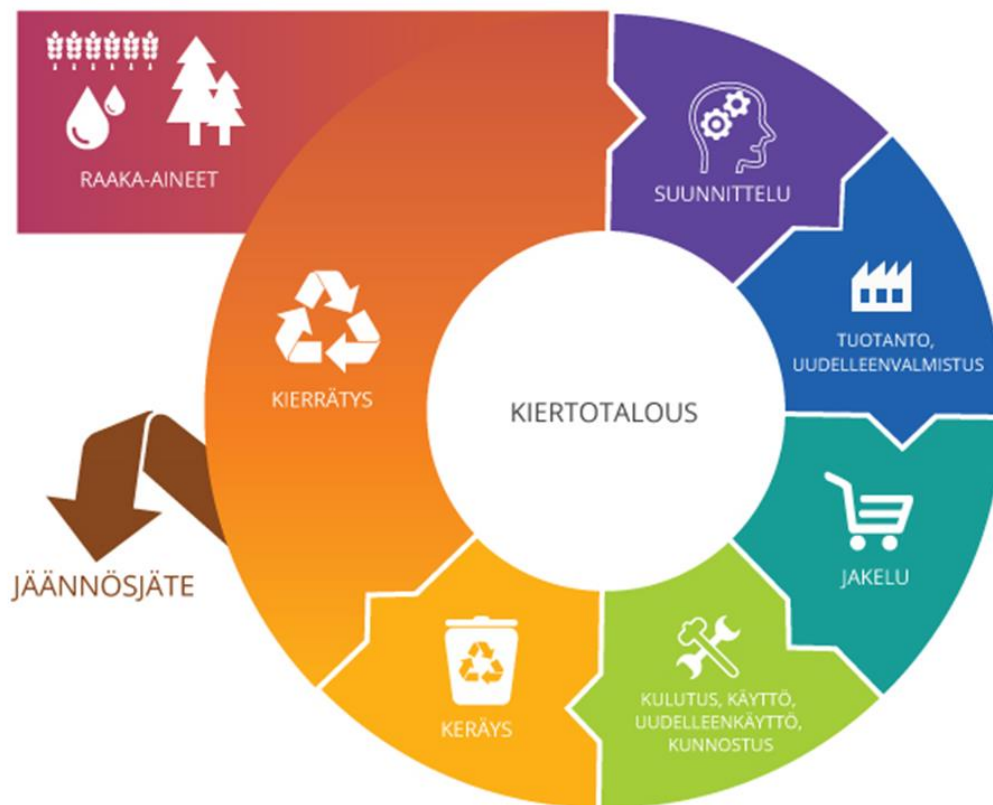 RAAKA-AINEET
SUUNNITTELU
TUOTANTO,
UUDELLEENVALMISTUS
JAKELU
KULUTUS, KÄYTTÖ,
UUDELLEENKÄYTTÖ,
KUNNOSTUS
KERÄYS
KIERRÄTYS
JÄÄNNÖSJÄTE
KIERTOTALOUS